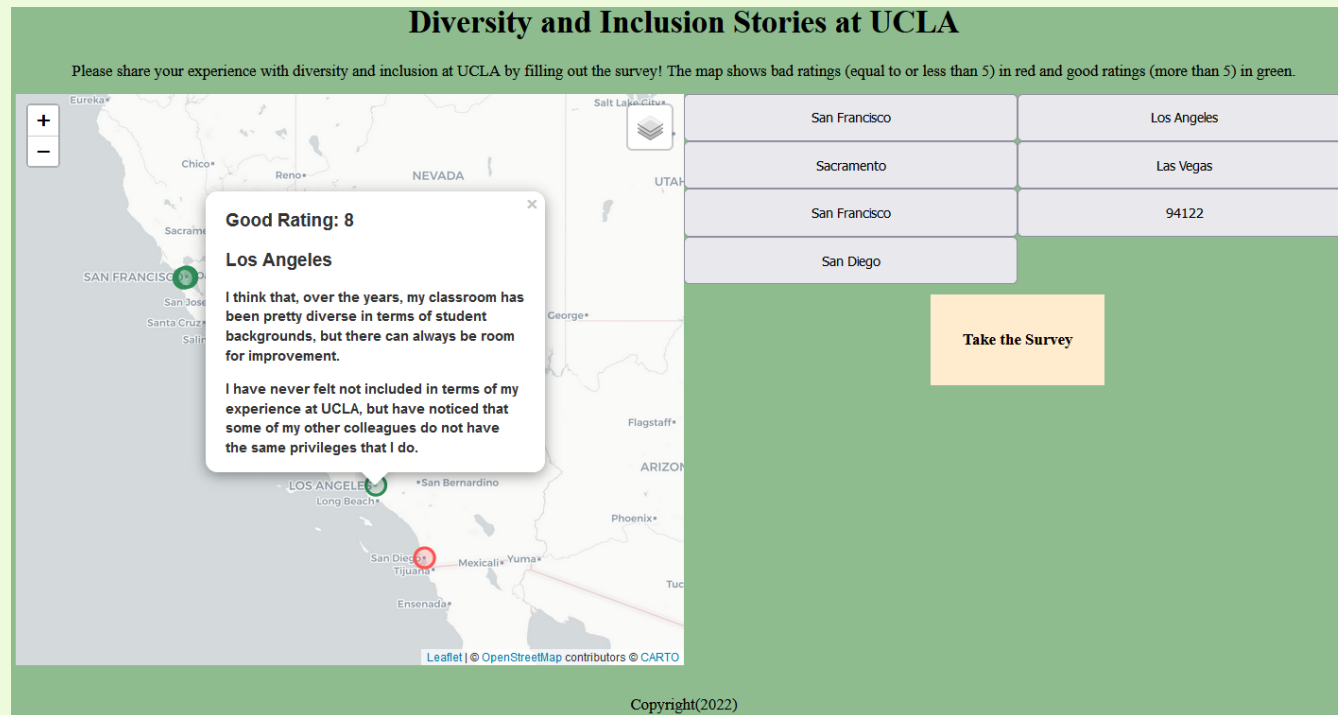 Diversity and Inclusion Stories at UCLA
Please share your experience with diversity and inclusion at UCLA by filling out the survey! The map shows bad ratings (equal to or less than 5) in red and good ratings (more than 5) in green.
+
−
Eureka
Salt Lake City
Chico
Reno
NEVADA
UTAH
Sacrame
SAN FRANCISCO
San Jose
Santa Cruz
Salin
George
Flagstaff
ARIZON
LOS ANGELES
San Bernardino
Long Beach
Phoenix
San Diego
Mexicali
Yuma
Tijuana
Tuc
Ensenada
×
Good Rating: 8
Los Angeles
I think that, over the years, my classroom has
been pretty diverse in terms of student
backgrounds, but there can always be room
for improvement.
I have never felt not included in terms of my
experience at UCLA, but have noticed that
some of my other colleagues do not have
the same privileges that I do.
Leaflet | © OpenStreetMap contributors © CARTO
San Francisco
Los Angeles
Sacramento
Las Vegas
San Francisco
94122
San Diego
Take the Survey
Copyright(2022)